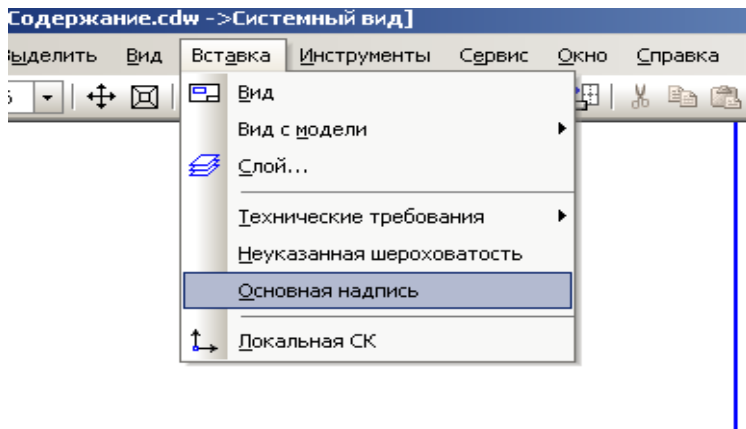 Содержание.cdw ->Системный вид]
Выделить Вид Вставка Инструменты Сервис Окно Справка
Вид
Вид с модели
Слой...
Технические требования
Неуказанная шероховатость
Основная надпись
Локальная СК